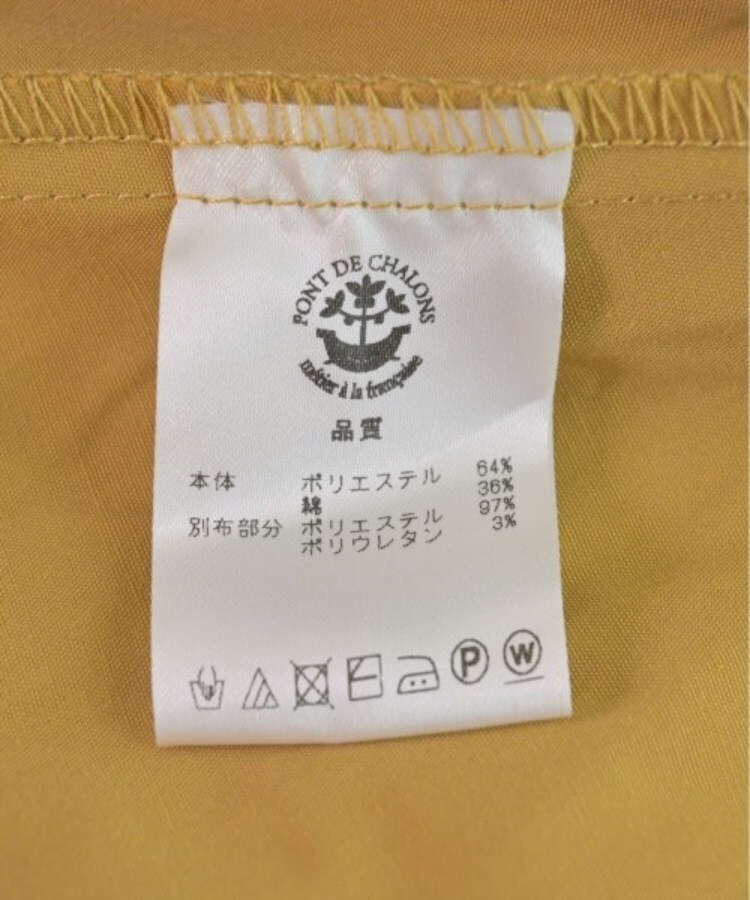 PONT DE CHALONS
métier à la française
品質
本体 ポリエステル 64%
綿 36%
別布部分 ポリエステル 97%
ポリウレタン 3%
P W